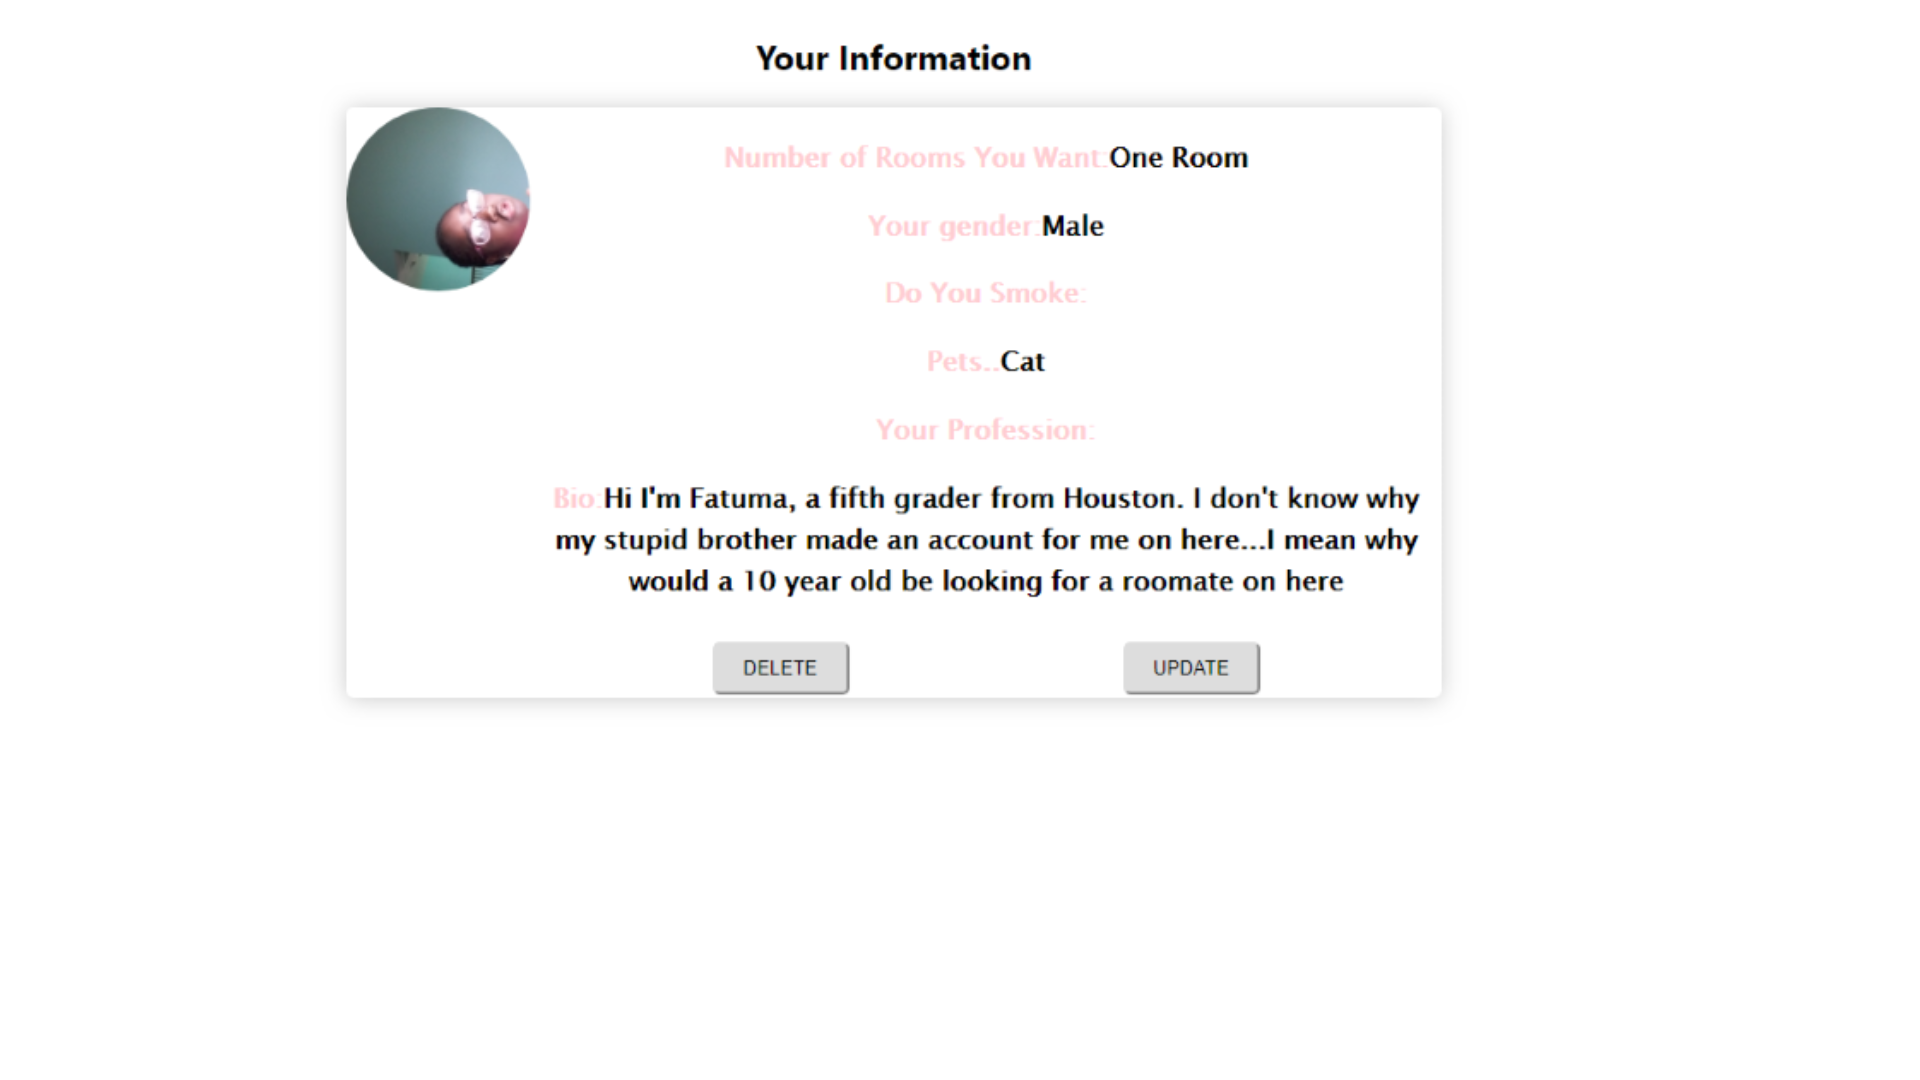 Your Information
Number of Rooms You Want:One Room
Your gender:Male
Do You Smoke:
Pets..Cat
Your Profession:
Bio:Hi I'm Fatuma, a fifth grader from Houston. I don't know why
my stupid brother made an account for me on here...I mean why
would a 10 year old be looking for a roomate on here
DELETE
UPDATE